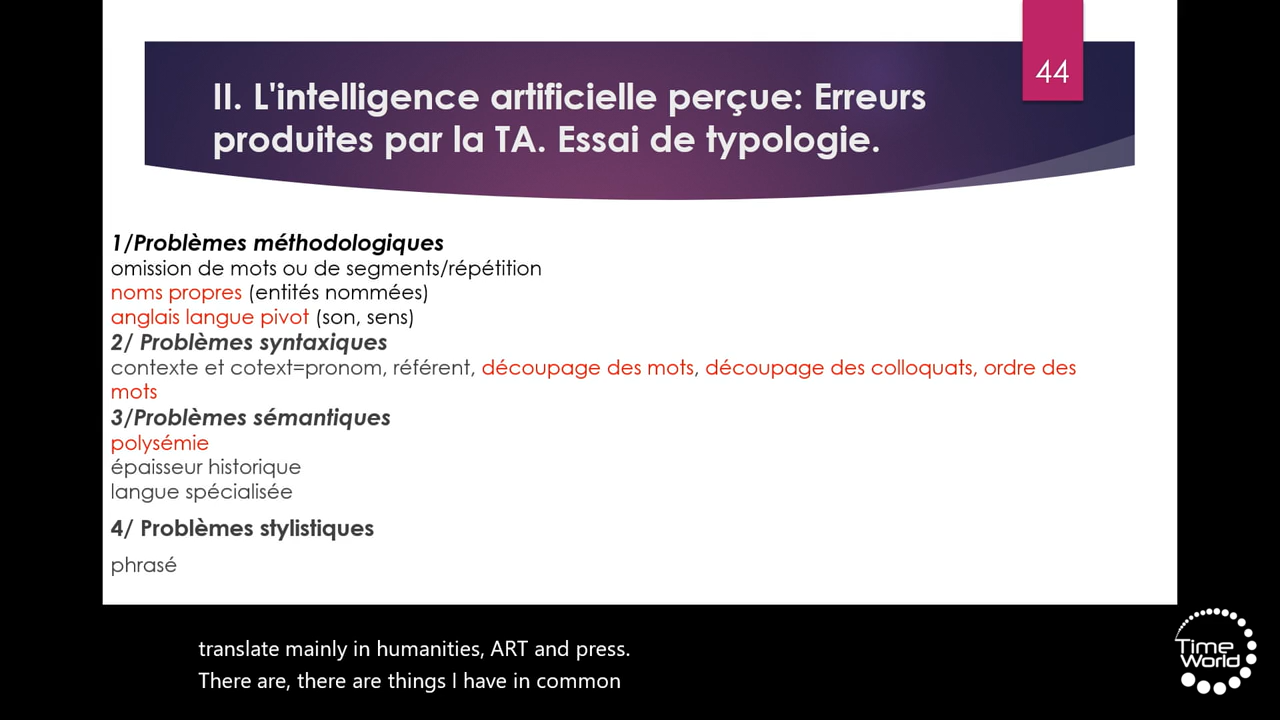 44
II. L'intelligence artificielle perçue: Erreurs
produites par la TA. Essai de typologie.
1/Problèmes méthodologiques
omission de mots ou de segments/répétition
noms propres (entités nommées)
anglais langue pivot (son, sens)
2/ Problèmes syntaxiques
contexte et cotext=pronom, référent, découpage des mots, découpage des colloquats, ordre des
mots
3/Problèmes sémantiques
polysémie
épaisseur historique
langue spécialisée
4/ Problèmes stylistiques
phrasé
translate mainly in humanities, ART and press.
There are, there are things I have in common
Time
World